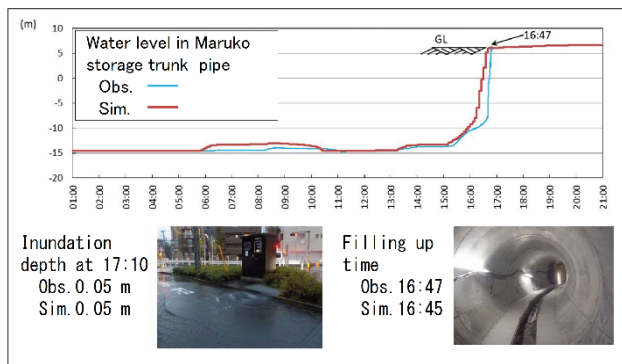 (m)
10
5
0
-5
-10
-15
-20
Water level in Maruko
storage trunk pipe
Obs.
Sim.
GL
16:47
01:00 02:00 03:00 04:00 05:00 06:00 07:00 08:00 09:00 10:00 11:00 12:00 13:00 14:00 15:00 16:00 17:00 18:00 19:00 20:00 21:00
Inundation
depth at 17:10
Obs.0.05 m
Sim.0.05 m
Filling up
time
Obs.16:47
Sim.16:45